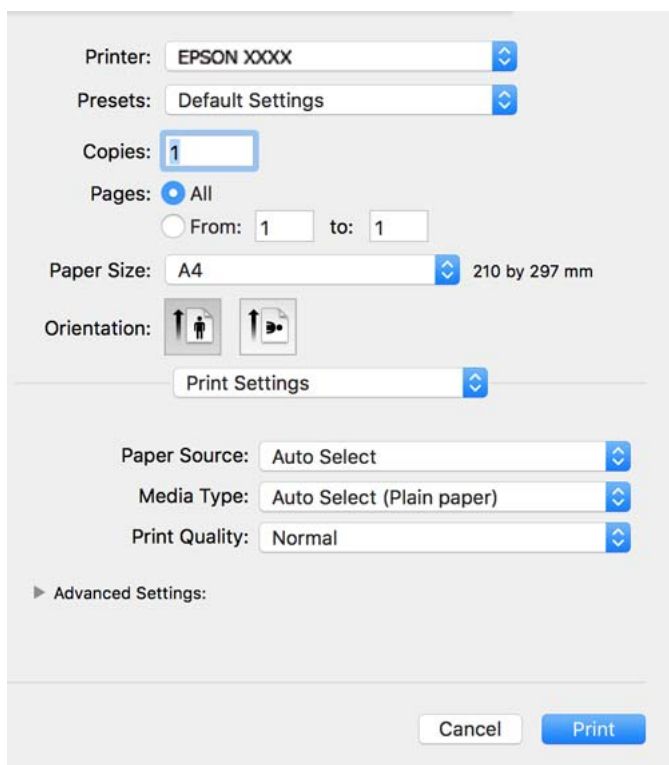 Printer: EPSON XXXX
Presets: Default Settings
Copies: 1
Pages: All
From: 1 to: 1
Paper Size: A4 210 by 297 mm
Orientation:
Print Settings
Paper Source: Auto Select
Media Type: Auto Select (Plain paper)
Print Quality: Normal
Advanced Settings:
Cancel Print